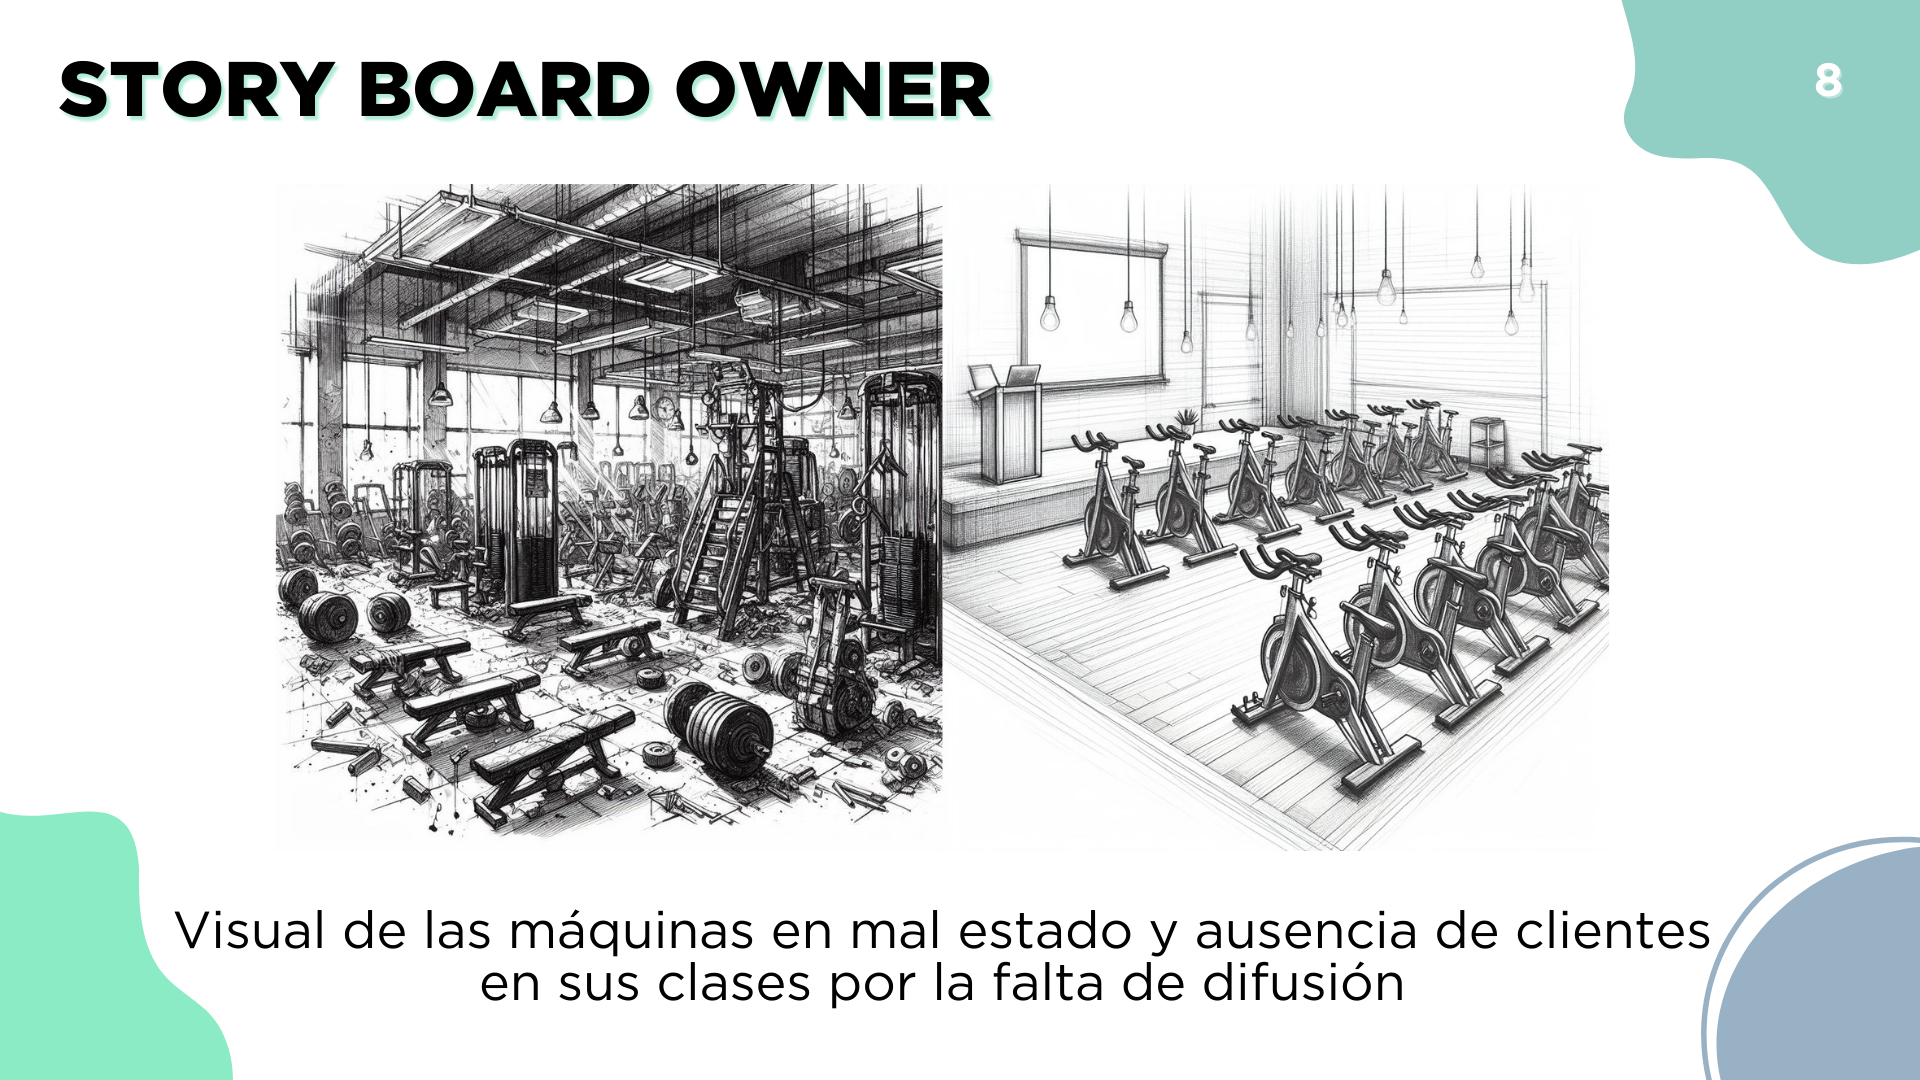 STORY BOARD OWNER
8
Visual de las máquinas en mal estado y ausencia de clientes
en sus clases por la falta de difusión